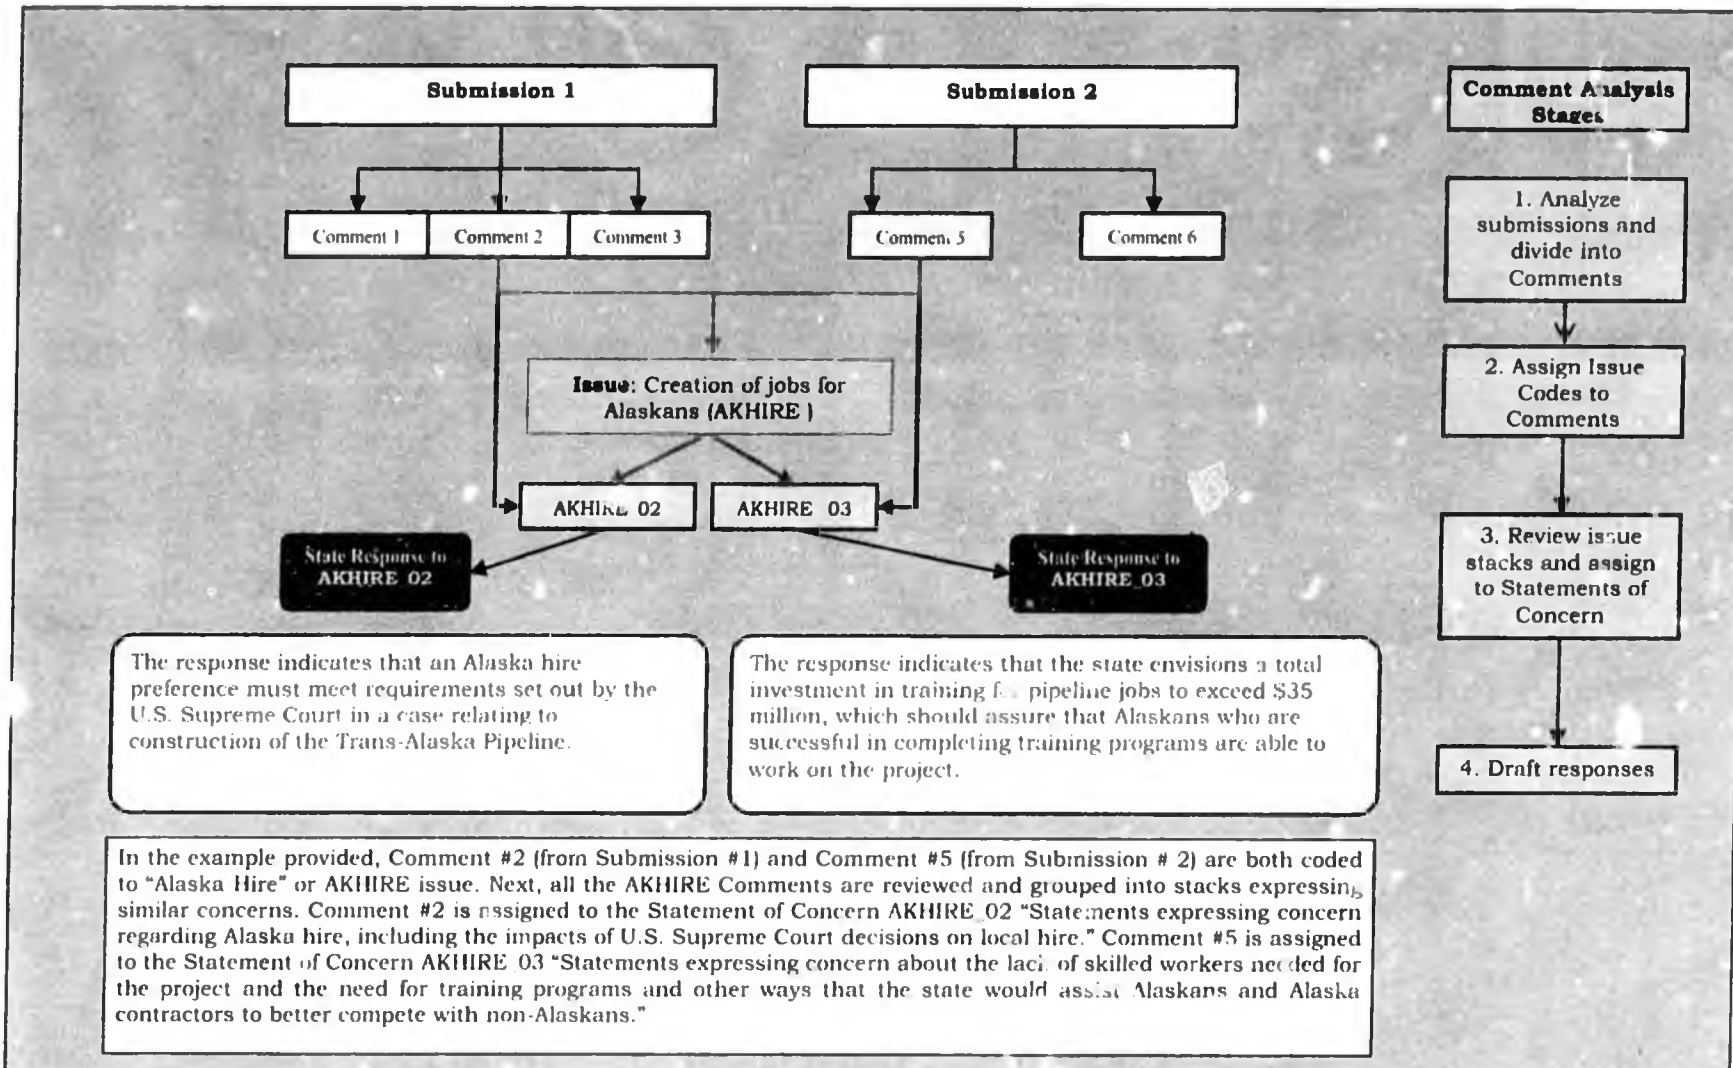 Submission 1
Submission 2
Comment Analysis
Stages
Comment 1
Comment 2
Comment 3
Comment 5
Comment 6
1. Analyze
submissions and
divide into
Comments
Issue: Creation of jobs for
Alaskans (AKHIRE )
2. Assign Issue
Codes to
Comments
AKHIRE 02
AKHIRE 03
State Response to
AKHIRE 02
State Response to
AKHIRE 03
3. Review issue
stacks and assign
to Statements of
Concern
The response indicates that an Alaska hire
preference must meet requirements set out by the
U.S. Supreme Court in a case relating to
construction of the Trans-Alaska Pipeline.
The response indicates that the state envisions a total
investment in training pipeline jobs to exceed $35
million, which should assure that Alaskans who are
successful in completing training programs are able to
work on the project.
4. Draft responses
In the example provided, Comment #2 (from Submission #1) and Comment #5 (from Submission # 2) are both coded
to "Alaska Hire" or AKHIRE issue. Next, all the AKHIRE Comments are reviewed and grouped into stacks expressing
similar concerns. Comment #2 is assigned to the Statement of Concern AKHIRE 02 "Statements expressing concern
regarding Alaska hire, including the impacts of U.S. Supreme Court decisions on local hire." Comment #5 is assigned
to the Statement of Concern AKHIRE 03 "Statements expressing concern about the lack of skilled workers needed for
the project and the need for training programs and other ways that the state would assist Alaskans and Alaska
contractors to better compete with non-Alaskans."